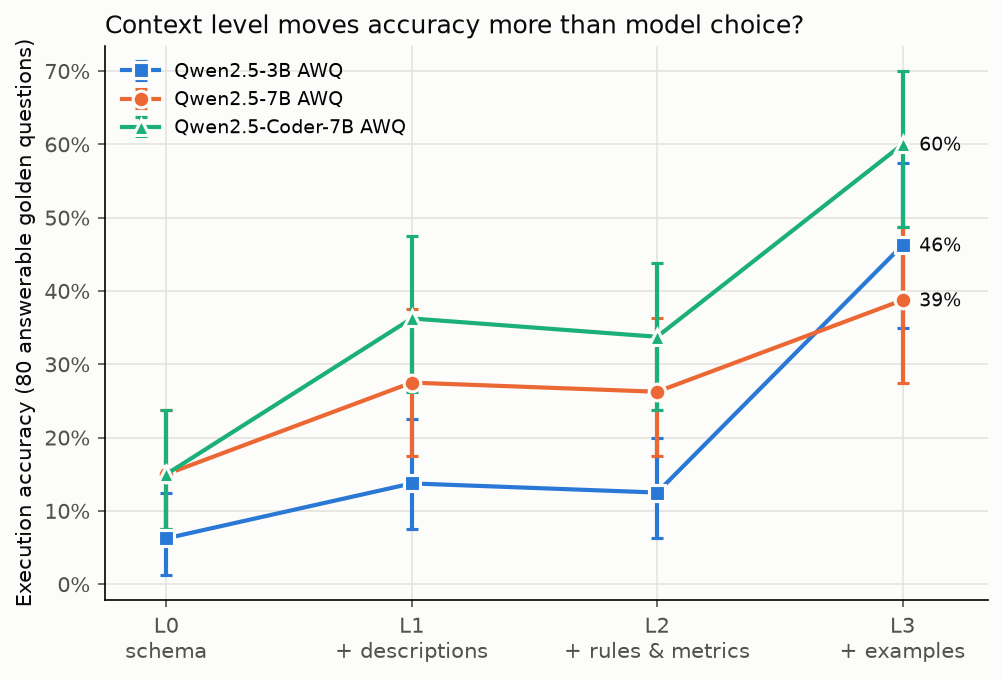 Context level moves accuracy more than model choice?
Qwen2.5-3B AWQ
Qwen2.5-7B AWQ
Qwen2.5-Coder-7B AWQ
Execution accuracy (80 answerable golden questions)
70%
60%
50%
40%
30%
20%
10%
0%
60%
46%
39%
L0
schema
L1
+ descriptions
L2
+ rules & metrics
L3
+ examples